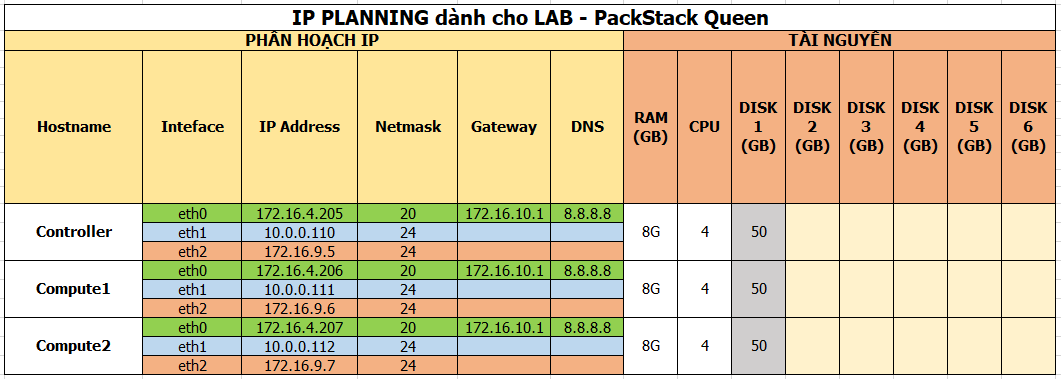 IP PLANNING dành cho LAB - PackStack Queen
PHÂN HOẠCH IP TÀI NGUYÊN
Hostname Inteface IP Address Netmask Gateway DNS RAM (GB) CPU DISK 1 (GB) DISK 2 (GB) DISK 3 (GB) DISK 4 (GB) DISK 5 (GB) DISK 6 (GB)
Controller eth0 172.16.4.205 20 172.16.10.1 8.8.8.8 8G 4 50
eth1 10.0.0.110 24
eth2 172.16.9.5 24
Compute1 eth0 172.16.4.206 20 172.16.10.1 8.8.8.8 8G 4 50
eth1 10.0.0.111 24
eth2 172.16.9.6 24
Compute2 eth0 172.16.4.207 20 172.16.10.1 8.8.8.8 8G 4 50
eth1 10.0.0.112 24
eth2 172.16.9.7 24